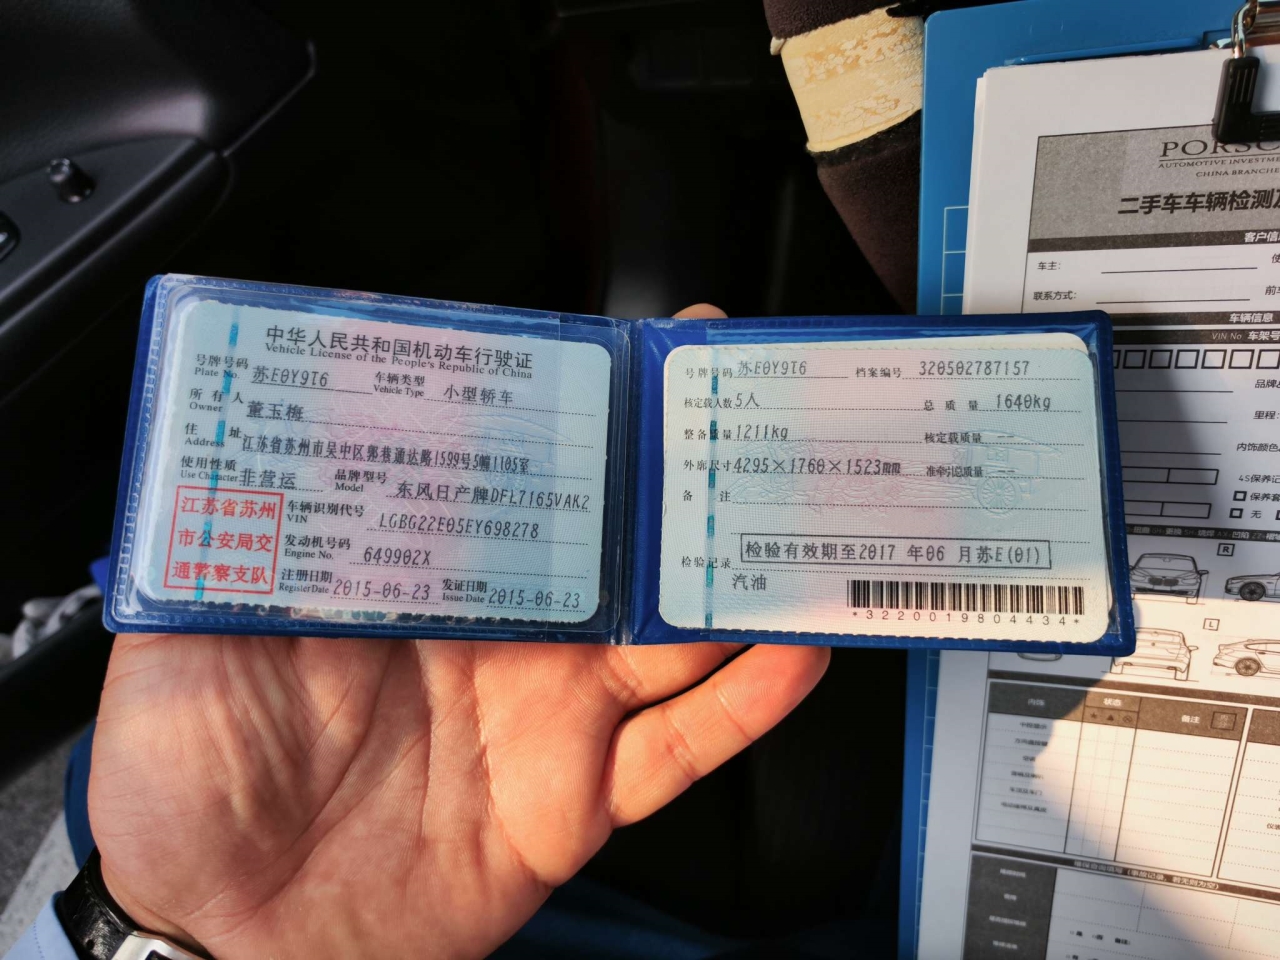 中华人民共和国机动车行驶证
Vehicle License of the People's Republic of China
号牌号码 苏E0Y9T6 车辆类型 小型轿车
Plate No. Vehicle Type
所有人 董玉梅
Owner
住址 江苏省苏州市吴中区郭巷通达路1599号5幢1105室
Address
使用性质 非营运 品牌型号 东风日产牌DFL7165VAK2
Use Character Model
江苏省苏州
市公安局交
通警察支队
车辆识别代号 LGBG22E05EY698278
VIN
发动机号码 649902X
Engine No.
注册日期 2015-06-23 发证日期 2015-06-23
Register Date Issue Date
号牌号码 苏E0Y9T6 档案编号 320502787157
核定载人数 5人 总质量 1640kg
整备质量 1211kg 核定载质量 --
外廓尺寸 4295×1760×1523mm 准牵引总质量 --
备注
检验记录 检验有效期至2017年06月苏E(01)
汽油
*3220019804434*
PORSC
AUTOMOTIVE INVESTME
CHINA BRANCHE
二手车车辆检测及
客户信
车主:
联系方式:
车辆信息
VIN No 车架号
里程:
内饰颜色
4S保养记
保养
无
R
L
内饰 状态 备注